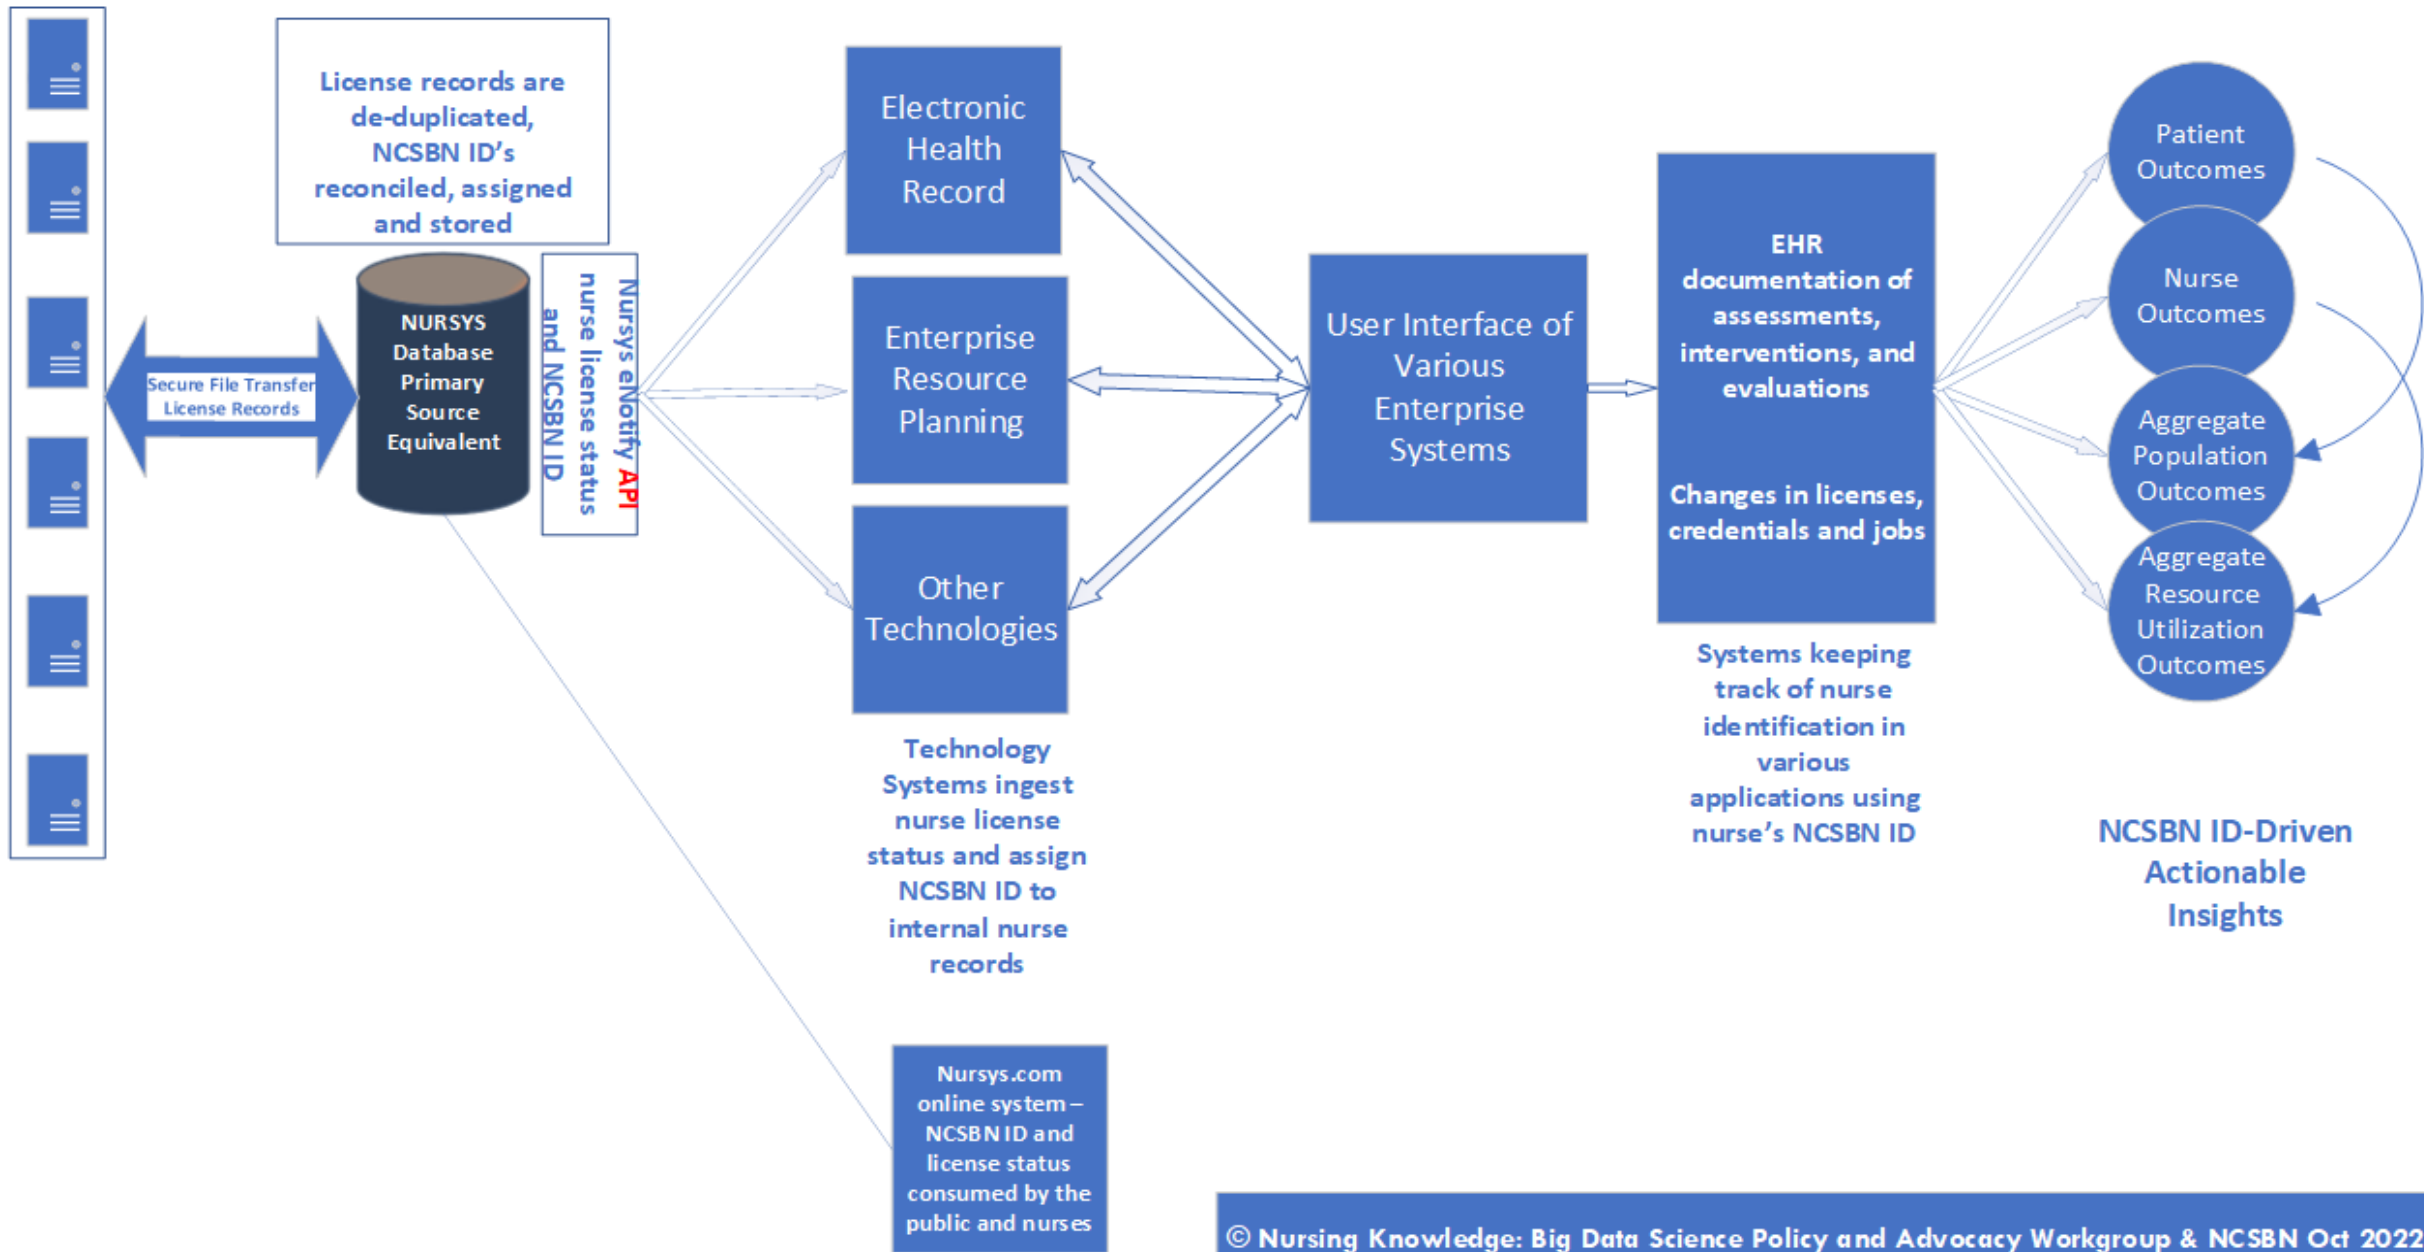 License records are
de-duplicated,
NCSBN ID’s
reconciled, assigned
and stored
Secure File Transfer
License Records
NURSYS
Database
Primary
Source
Equivalent
Nursys eNotify API
nurse license status
and NCSBN ID
Electronic
Health
Record
Enterprise
Resource
Planning
Other
Technologies
Technology
Systems ingest
nurse license
status and assign
NCSBN ID to
internal nurse
records
Nursys.com
online system –
NCSBN ID and
license status
consumed by the
public and nurses
User Interface of
Various
Enterprise
Systems
EHR
documentation of
assessments,
interventions, and
evaluations
Changes in licenses,
credentials and jobs
Systems keeping
track of nurse
identification in
various
applications using
nurse’s NCSBN ID
Patient
Outcomes
Nurse
Outcomes
Aggregate
Population
Outcomes
Aggregate
Resource
Utilization
Outcomes
NCSBN ID-Driven
Actionable
Insights
© Nursing Knowledge: Big Data Science Policy and Advocacy Workgroup & NCSBN Oct 2022